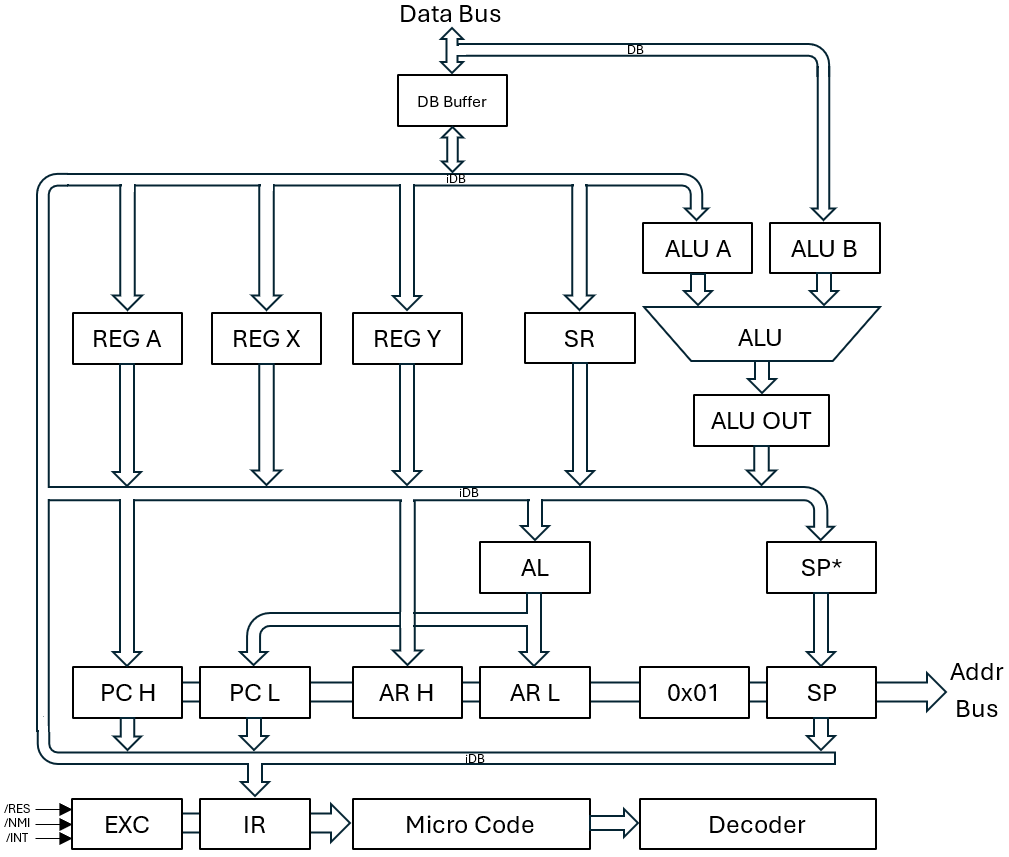 Data Bus
DB
DB Buffer
iDB
ALU A
ALU B
REG A
REG X
REG Y
SR
ALU
ALU OUT
iDB
AL
SP*
PC H
PC L
AR H
AR L
0x01
SP
Addr
Bus
iDB
/RES
/NMI
/INT
EXC
IR
Micro Code
Decoder